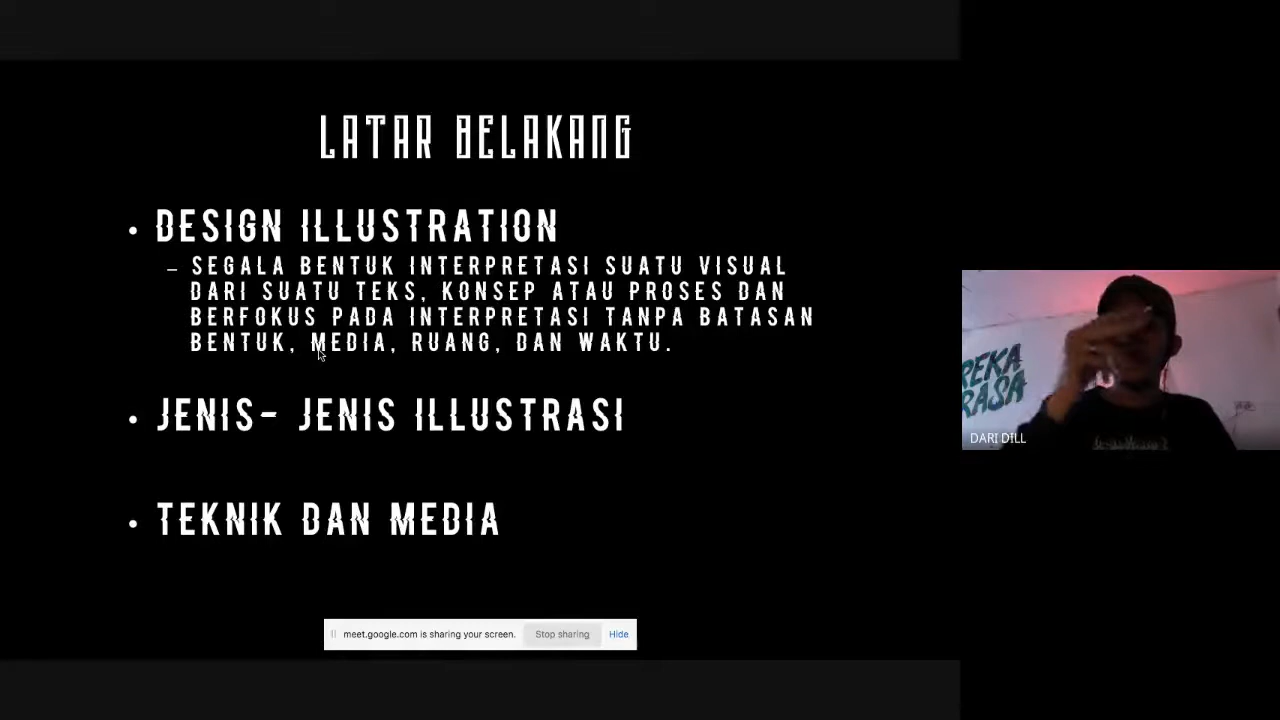 LATAR BELAKANG
• DESIGN ILLUSTRATION
– SEGALA BENTUK INTERPRETASI SUATU VISUAL
DARI SUATU TEKS, KONSEP ATAU PROSES DAN
BERFOKUS PADA INTERPRETASI TANPA BATASAN
BENTUK, MEDIA, RUANG, DAN WAKTU.
• JENIS- JENIS ILLUSTRASI
• TEKNIK DAN MEDIA
meet.google.com is sharing your screen. Stop sharing Hide
REKA
RASA
DARI DILL